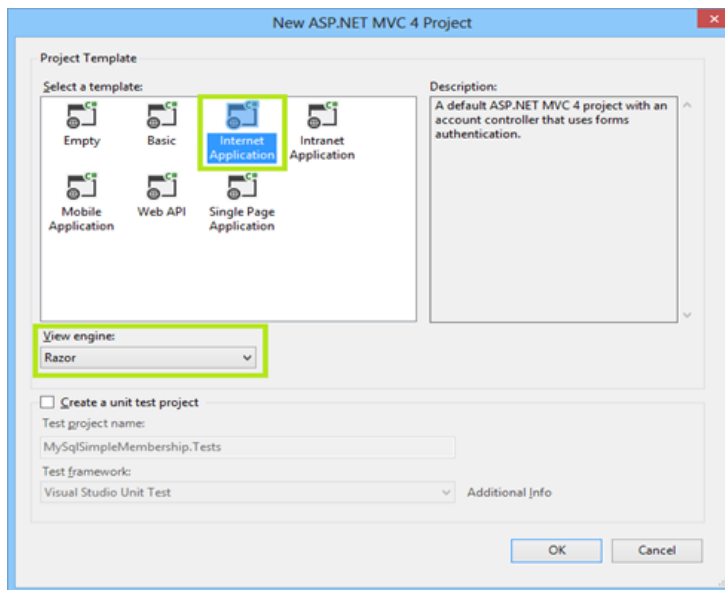 New ASP.NET MVC 4 Project
x
Project Template
Select a template:
Description:
C#
C#
C#
C#
Empty
Basic
Internet
Application
Intranet
Application
A default ASP.NET MVC 4 project with an
account controller that uses forms
authentication.
C#
C#
C#
Mobile
Application
Web API
Single Page
Application
View engine:
Razor
Create a unit test project
Test project name:
MySqlSimpleMembership.Tests
Test framework:
Visual Studio Unit Test
Additional Info
OK
Cancel